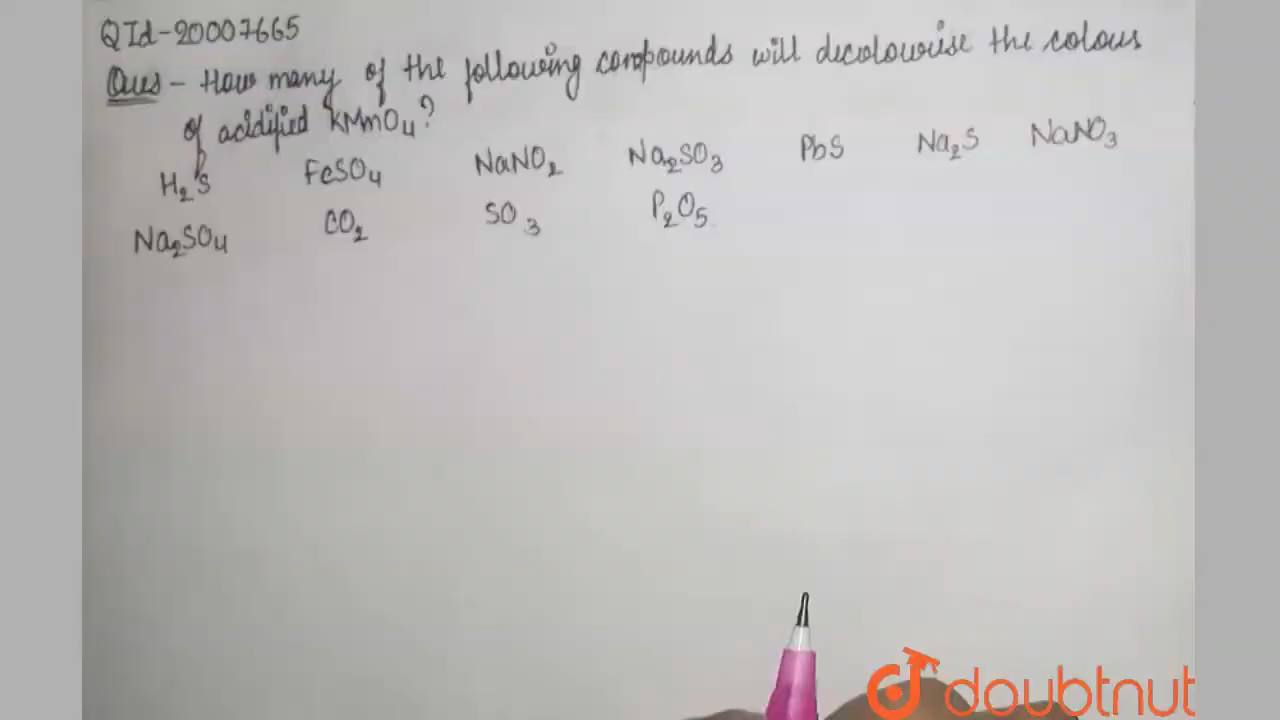 QId-20007665
Ques - How many of the following compounds will decolourise the colour
of acidified KMnO4?
H2S FeSO4 NaNO2 Na2SO3 PbS Na2S NaNO3
Na2SO4 CO2 SO3 P2O5
doubtnut